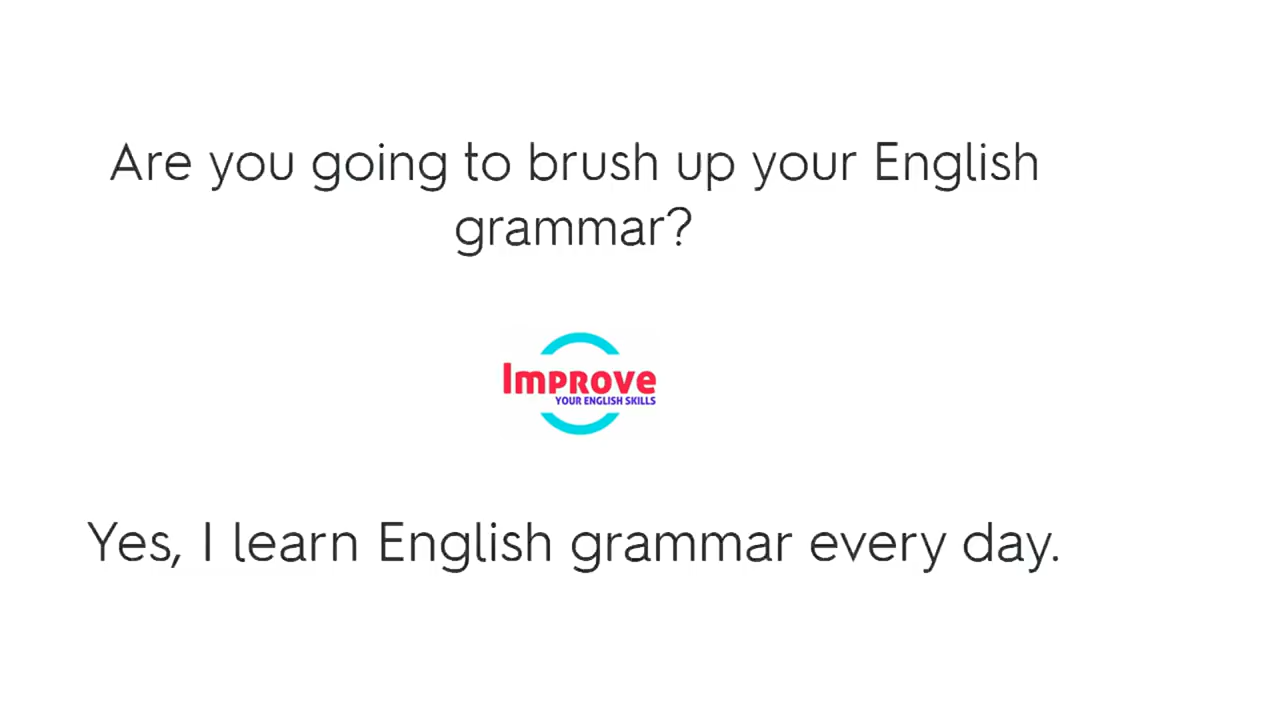 Are you going to brush up your English
grammar?
Improve
YOUR ENGLISH SKILLS
Yes, I learn English grammar every day.